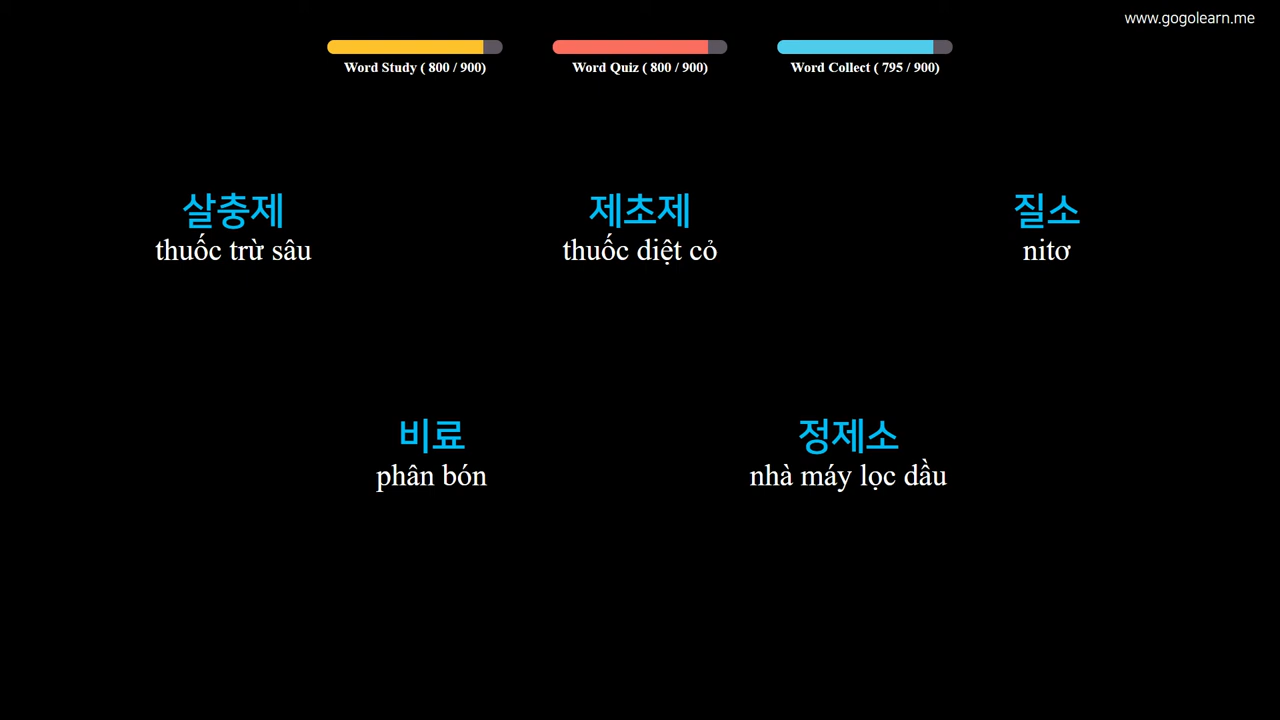 www.gogolearn.me
Word Study ( 800 / 900)
Word Quiz ( 800 / 900)
Word Collect ( 795 / 900)
살충제
thuốc trừ sâu
제초제
thuốc diệt cỏ
질소
nitơ
비료
phân bón
정제소
nhà máy lọc dầu